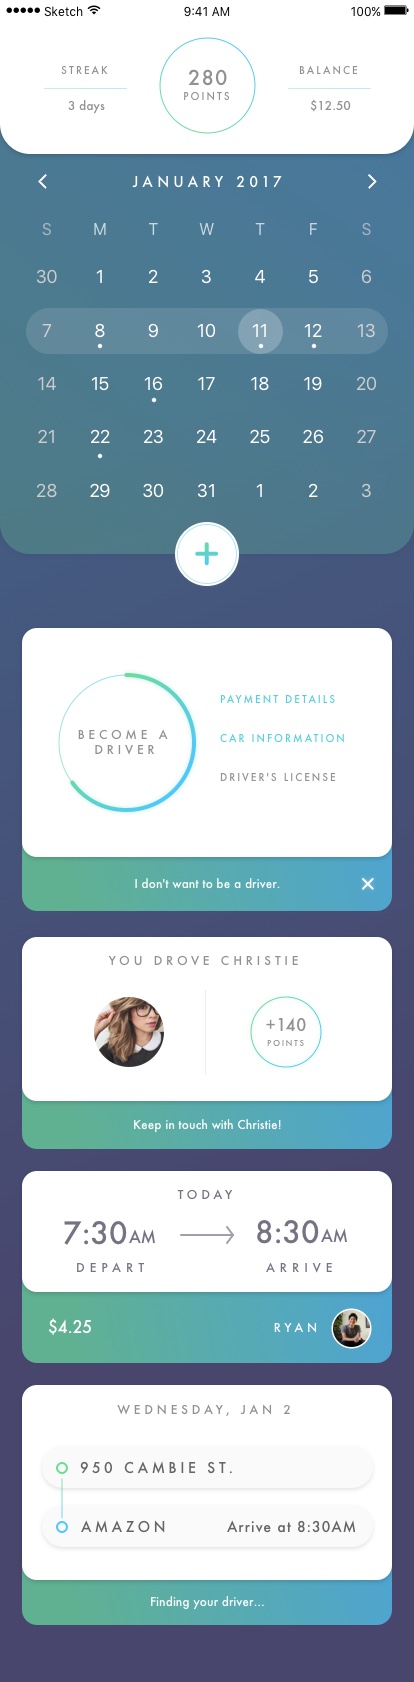 Sketch 9:41 AM 100%
STREAK 280 BALANCE
3 days POINTS $12.50
JANUARY 2017
S M T W T F S
30 1 2 3 4 5 6
7 8 9 10 11 12 13
14 15 16 17 18 19 20
21 22 23 24 25 26 27
28 29 30 31 1 2 3
+
BECOME A
DRIVER
PAYMENT DETAILS
CAR INFORMATION
DRIVER'S LICENSE
I don't want to be a driver.
YOU DROVE CHRISTIE
+140
POINTS
Keep in touch with Christie!
TODAY
7:30AM 8:30AM
DEPART ARRIVE
$4.25 RYAN
WEDNESDAY, JAN 2
950 CAMBIE ST.
AMAZON Arrive at 8:30AM
Finding your driver...